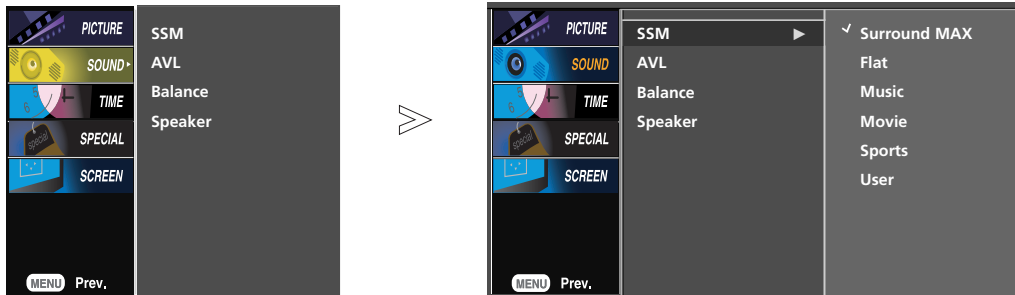 PICTURE
SOUND
TIME
SPECIAL
SCREEN
MENU Prev.
SSM
AVL
Balance
Speaker
PICTURE
SOUND
TIME
SPECIAL
SCREEN
MENU Prev.
SSM
AVL
Balance
Speaker
Surround MAX
Flat
Music
Movie
Sports
User